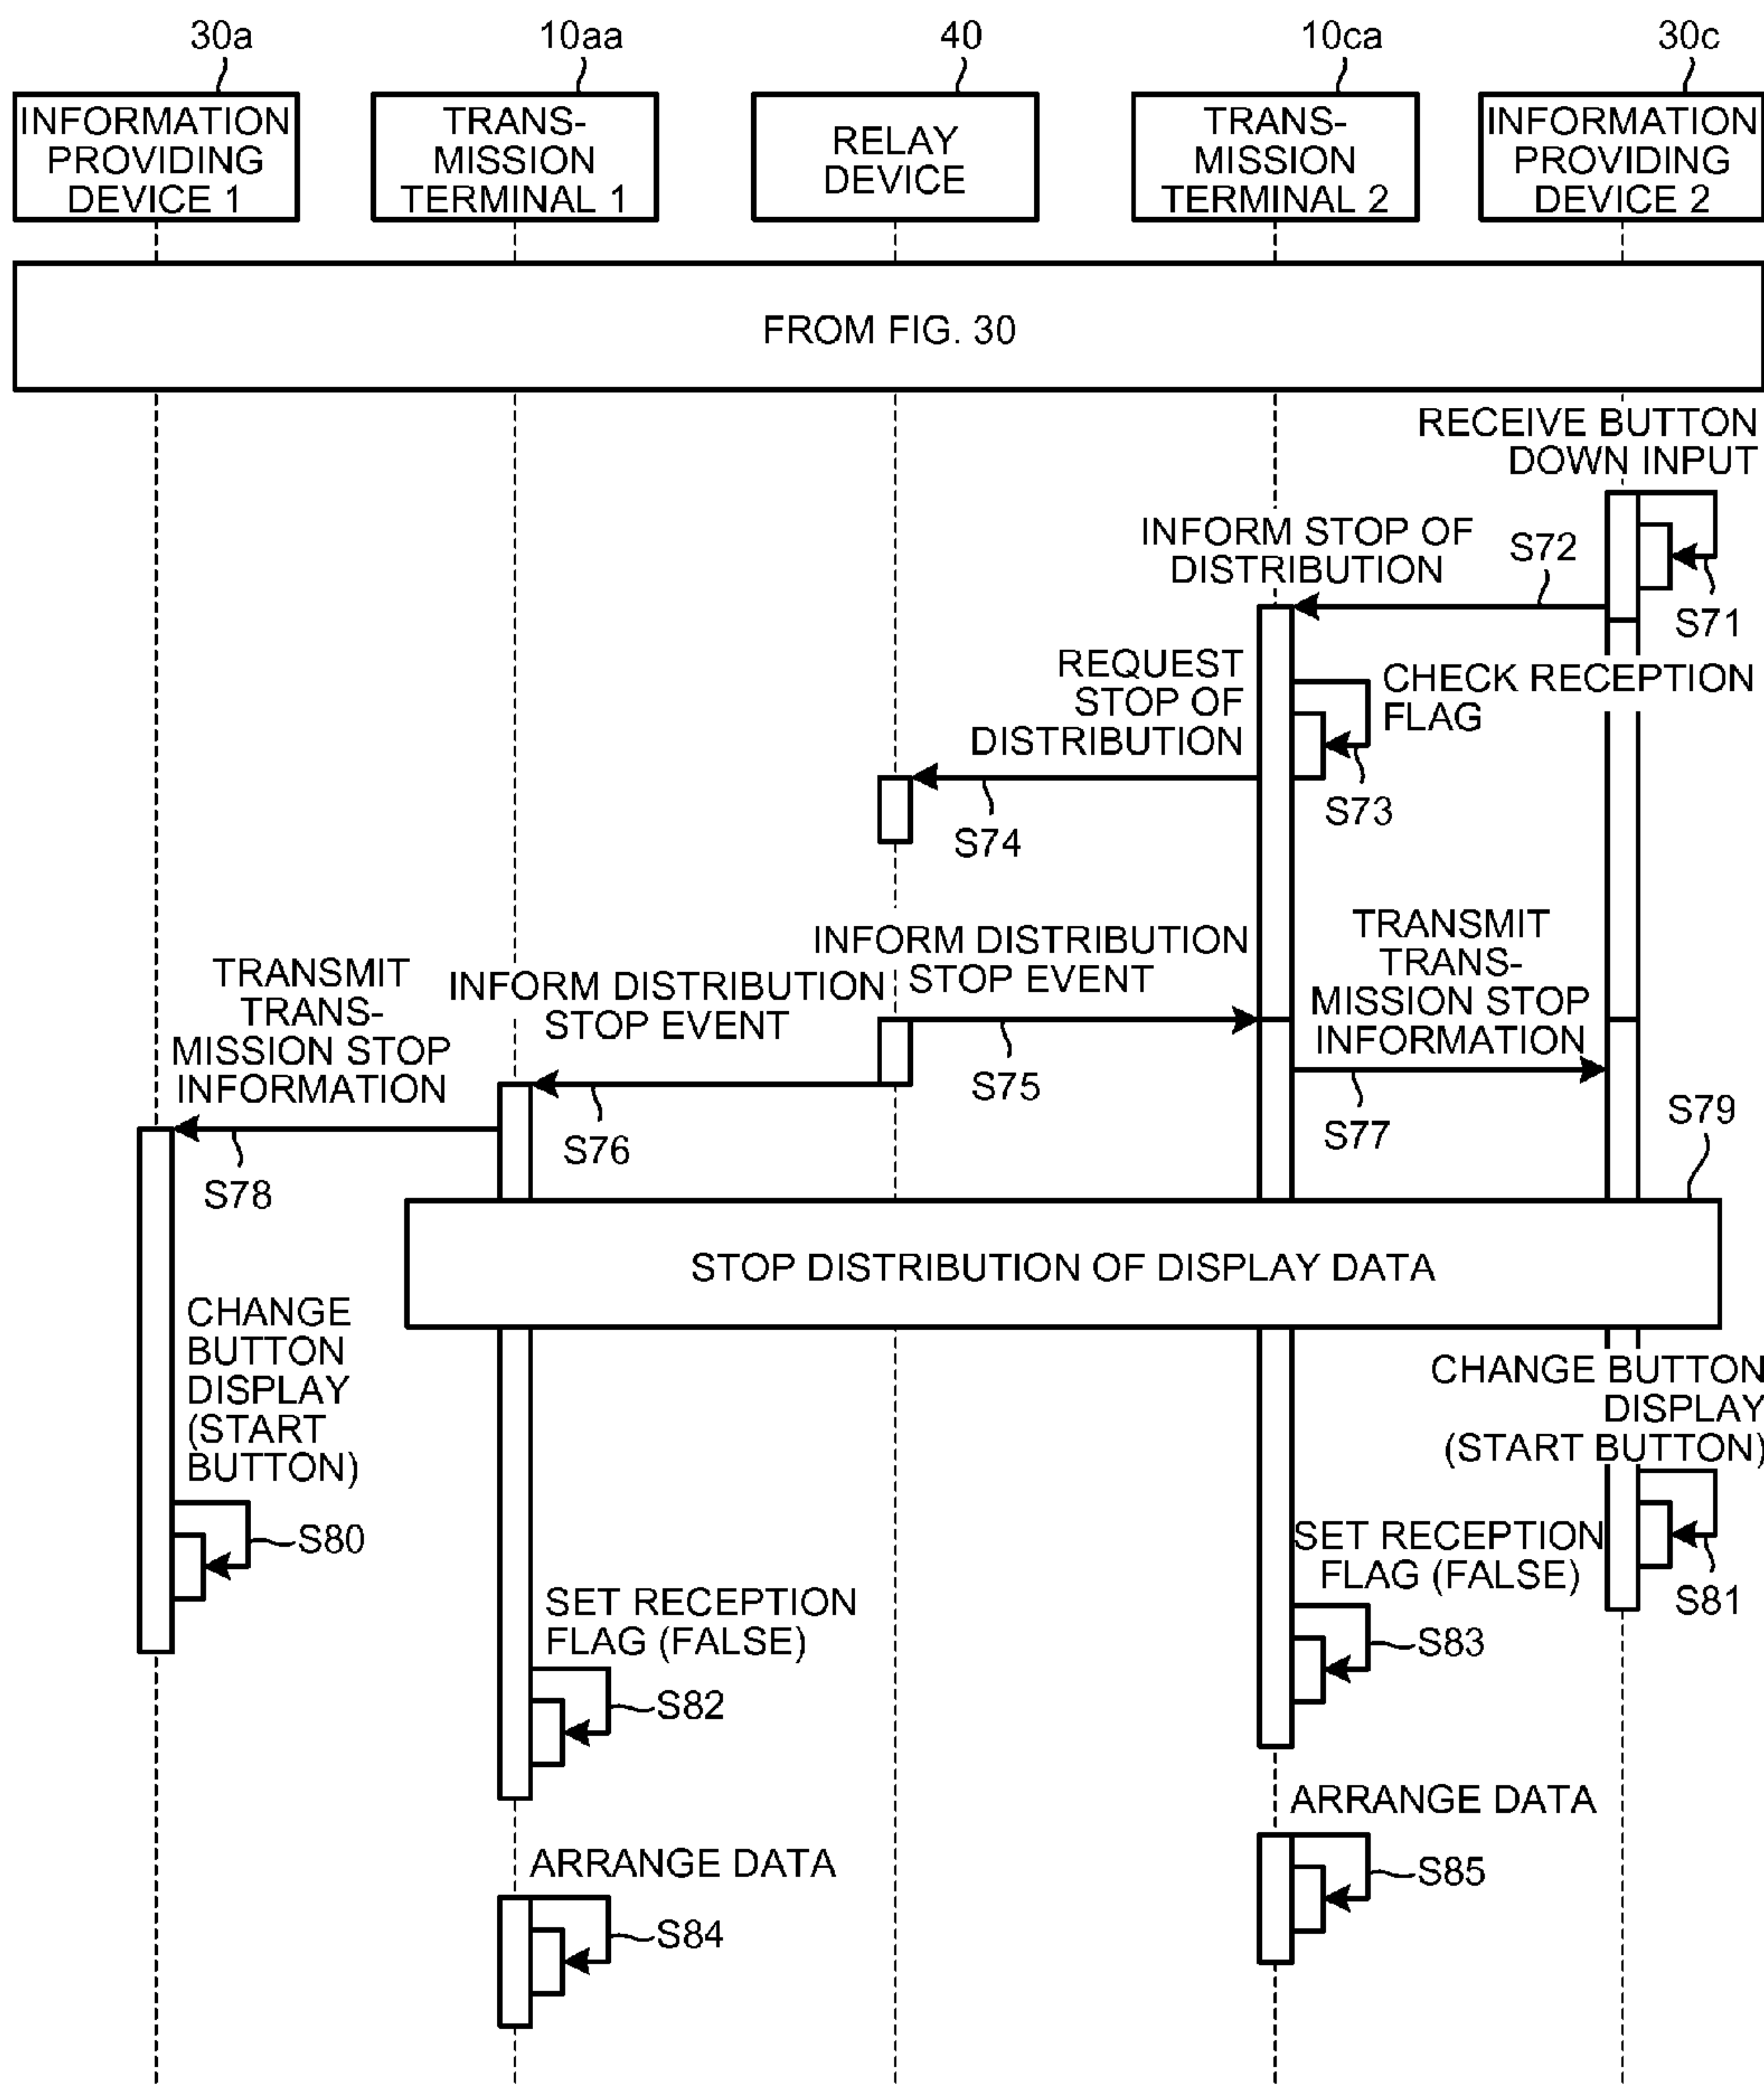 30a
10aa
40
10ca
30c
INFORMATION
PROVIDING
DEVICE 1
TRANS-
MISSION
TERMINAL 1
RELAY
DEVICE
TRANS-
MISSION
TERMINAL 2
INFORMATION
PROVIDING
DEVICE 2
FROM FIG. 30
RECEIVE BUTTON
DOWN INPUT
S71
INFORM STOP OF
DISTRIBUTION
S72
CHECK RECEPTION
FLAG
S73
REQUEST
STOP OF
DISTRIBUTION
S74
INFORM DISTRIBUTION
STOP EVENT
S75
INFORM DISTRIBUTION
STOP EVENT
S76
TRANSMIT
TRANS-
MISSION STOP
INFORMATION
S77
TRANSMIT
TRANS-
MISSION STOP
INFORMATION
S78
S79
STOP DISTRIBUTION OF DISPLAY DATA
CHANGE
BUTTON
DISPLAY
(START
BUTTON)
S80
CHANGE BUTTON
DISPLAY
(START BUTTON)
S81
SET RECEPTION
FLAG (FALSE)
S82
SET RECEPTION
FLAG (FALSE)
S83
ARRANGE DATA
S84
ARRANGE DATA
S85